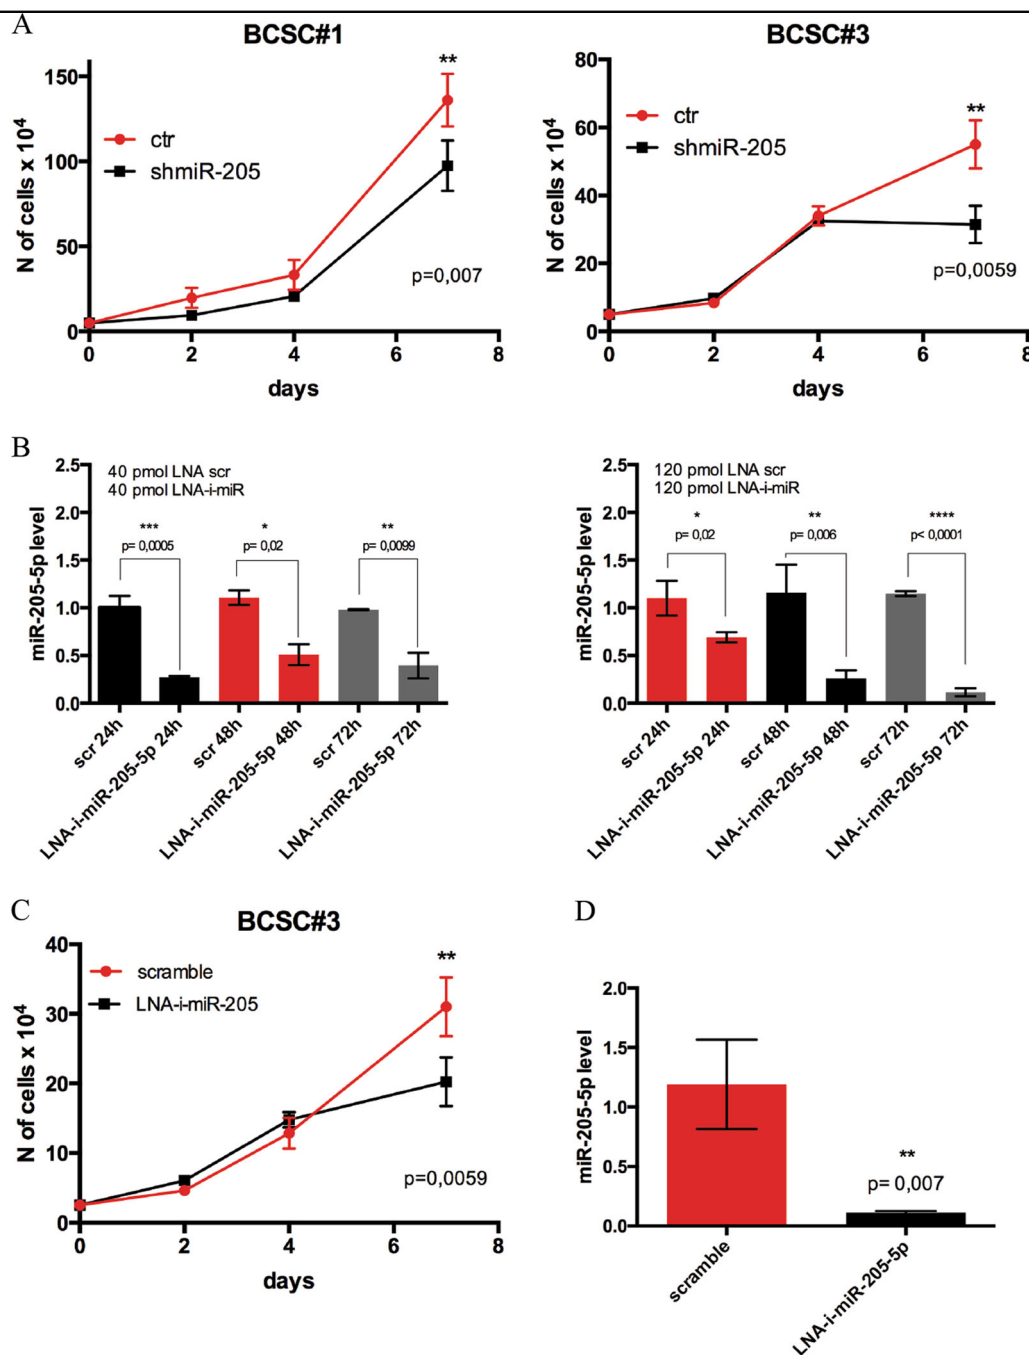 A
BCSC#1
**
150
100
50
0
N of cells x 10⁴
ctr
shmiR-205
p=0,007
0 2 4 6 8
days
BCSC#3
**
80
60
40
20
0
N of cells x 10⁴
ctr
shmiR-205
p=0,0059
0 2 4 6 8
days
B
2.5
2.0
1.5
1.0
0.5
0.0
miR-205-5p level
40 pmol LNA scr
40 pmol LNA-i-miR
*** * **
p= 0,0005 p= 0,02 p= 0,0099
scr 24h
LNA-i-miR-205-5p 24h
scr 48h
LNA-i-miR-205-5p 48h
scr 72h
LNA-i-miR-205-5p 72h
2.5
2.0
1.5
1.0
0.5
0.0
miR-205-5p level
120 pmol LNA scr
120 pmol LNA-i-miR
* ** ****
p= 0,02 p= 0,006 p< 0,0001
scr 24h
LNA-i-miR-205-5p 24h
scr 48h
LNA-i-miR-205-5p 48h
scr 72h
LNA-i-miR-205-5p 72h
C
BCSC#3
**
40
30
20
10
0
N of cells x 10⁴
scramble
LNA-i-miR-205
p=0,0059
0 2 4 6 8
days
D
2.0
1.5
1.0
0.5
0.0
miR-205-5p level
**
p= 0,007
scramble
LNA-i-miR-205-5p